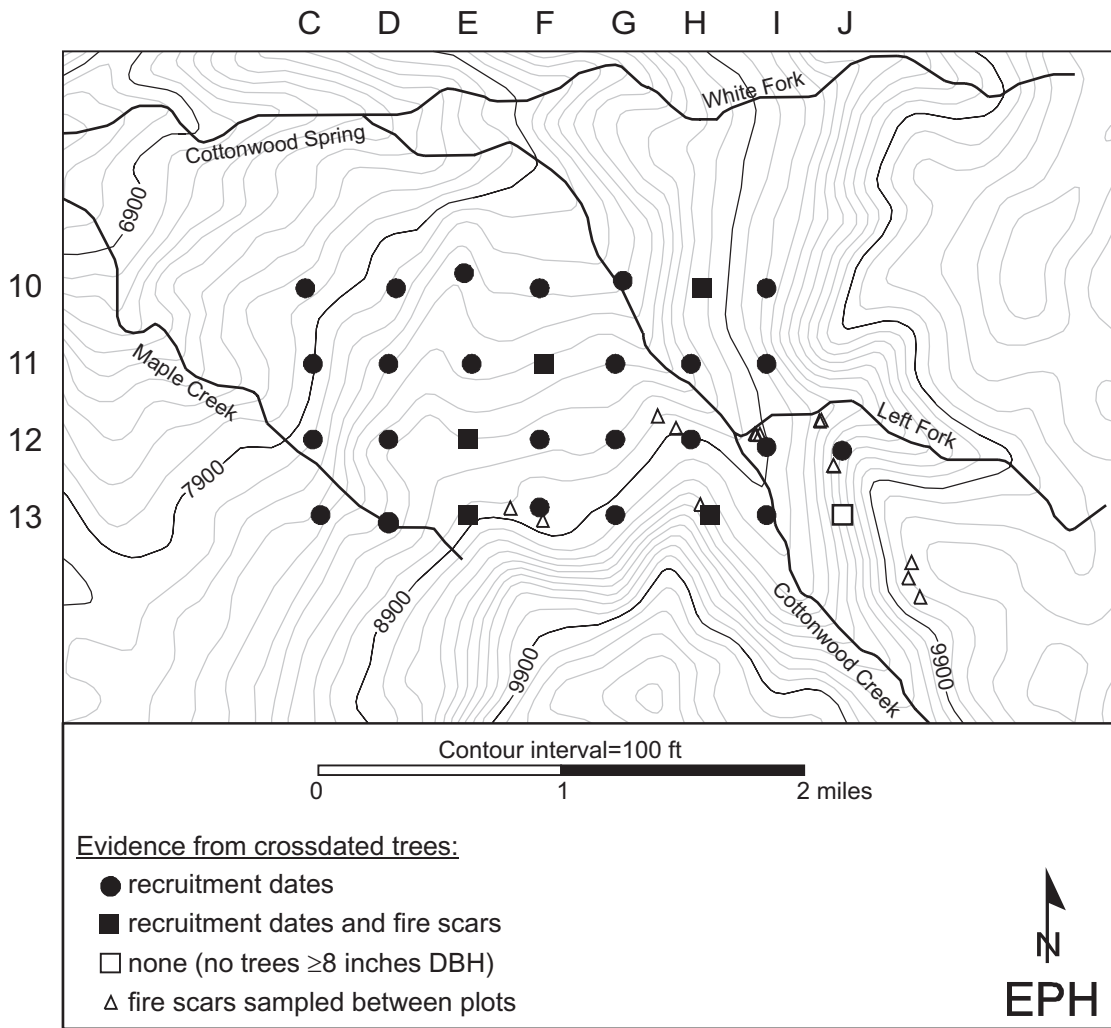 C D E F G H I J
White Fork
Cottonwood Spring
6900
10
Maple Creek
11
Left Fork
12
7900
13
8900
9900
Cottonwood Creek
9900
Contour interval=100 ft
0 1 2 miles
Evidence from crossdated trees:
recruitment dates
recruitment dates and fire scars
none (no trees ≥8 inches DBH)
fire scars sampled between plots
N
EPH